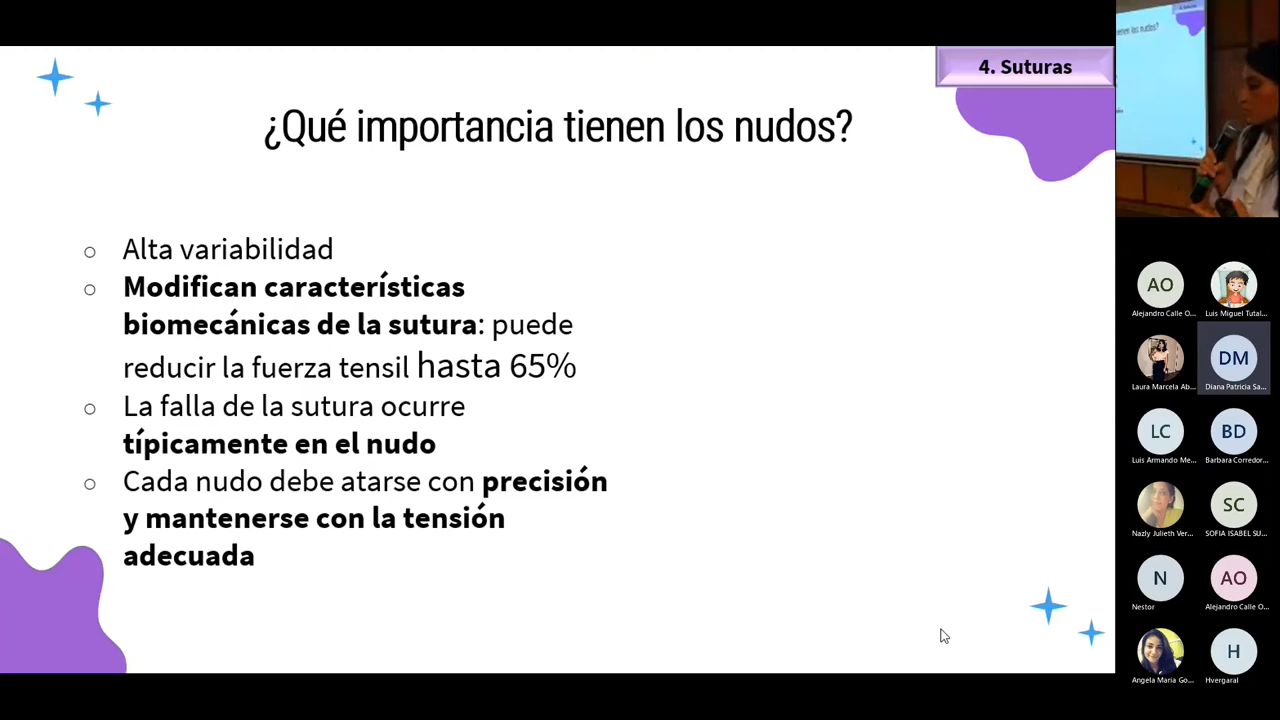 4. Suturas
¿Qué importancia tienen los nudos?
○ Alta variabilidad
○ Modifican características
biomecánicas de la sutura: puede
reducir la fuerza tensil hasta 65%
○ La falla de la sutura ocurre
típicamente en el nudo
○ Cada nudo debe atarse con precisión
y mantenerse con la tensión
adecuada
AO
Alejandro Calle O...
Luis Miguel Tutal...
Laura Marcela Ab...
DM
Diana Patricia Sa...
LC
Luis Armando Me...
BD
Barbara Corredor...
Nazly Julieth Ver...
SC
SOFIA ISABEL SU...
N
Nestor
AO
Alejandro Calle O...
Angela Maria Go...
H
Hvergaral